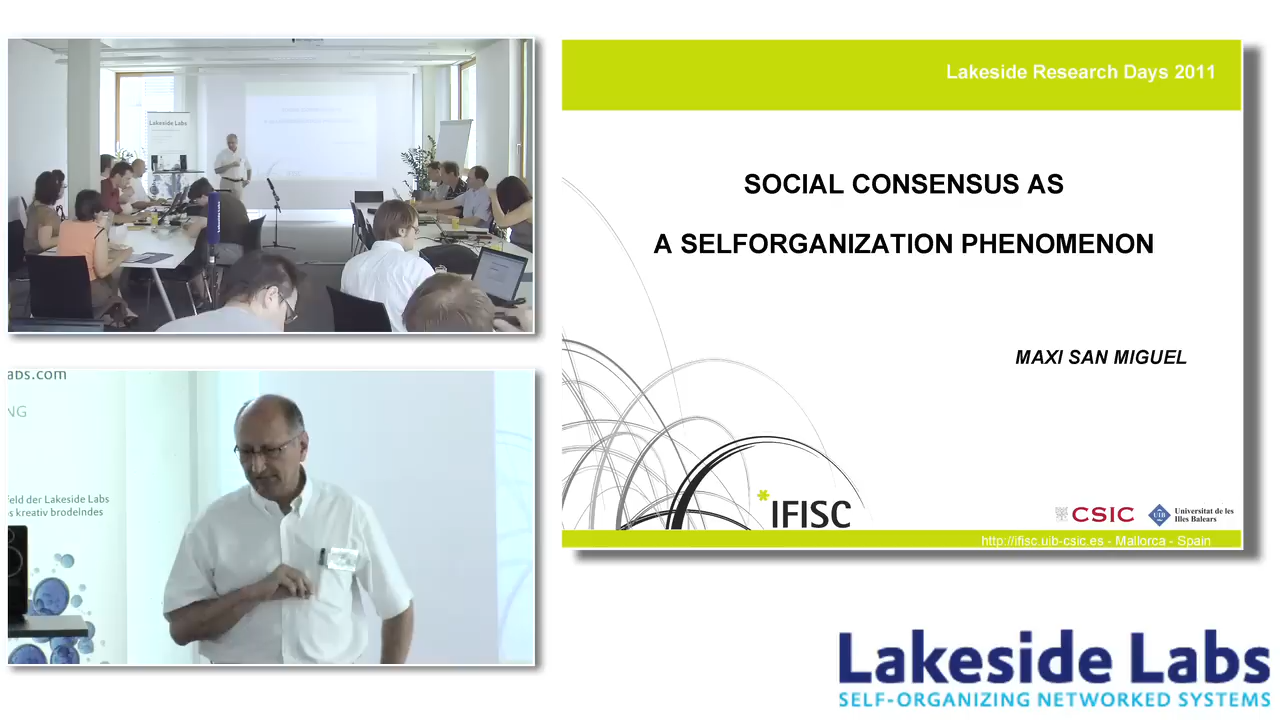 Lakeside Labs
abs.com
NG
feld der Lakeside Labs
s kreativ brodelndes
Lakeside Research Days 2011
SOCIAL CONSENSUS AS
A SELFORGANIZATION PHENOMENON
MAXI SAN MIGUEL
IFISC
CSIC
UIB
Universitat de les
Illes Balears
http://ifisc.uib-csic.es - Mallorca - Spain
Lakeside Labs
SELF-ORGANIZING NETWORKED SYSTEMS